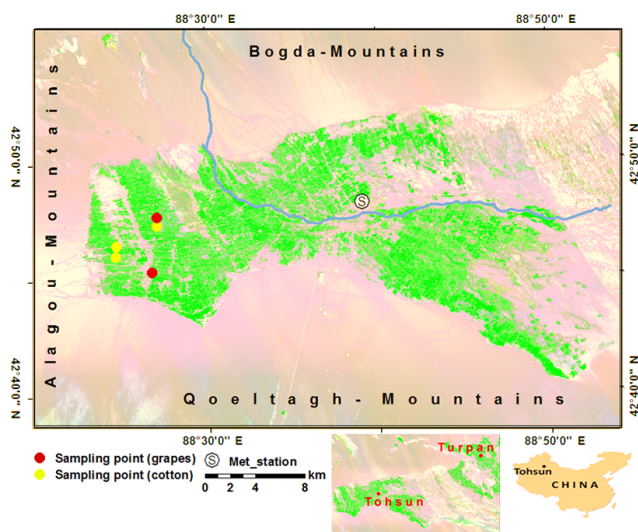 88°30'0'' E
88°50'0'' E
Bogda-Mountains
42°50'0'' N
42°50'0'' N
Alagou-Mountains
S
42°40'0'' N
42°40'0'' N
Qoeltagh-Mountains
88°30'0'' E
88°50'0'' E
Sampling point (grapes)
Sampling point (cotton)
S Met_station
km
0 2 4 8
Turpan
Tohsun
Tohsun
CHINA